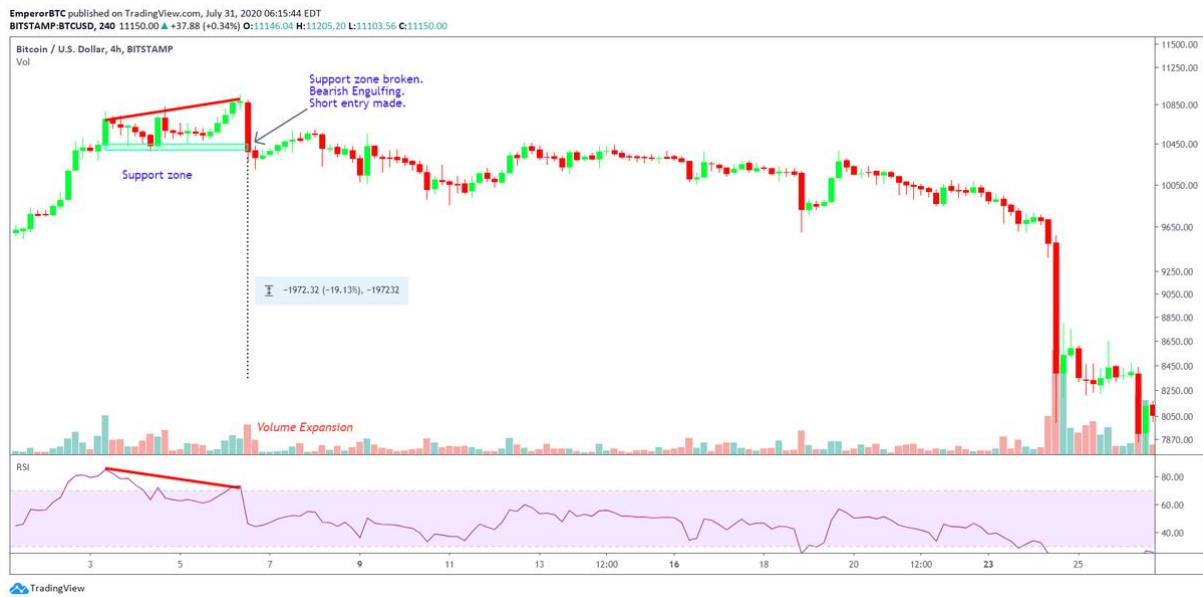 EmperorBTC published on TradingView.com, July 31, 2020 06:15:44 EDT
BITSTAMP:BTCUSD, 240 11150.00 ▲ +37.88 (+0.34%) O:11146.04 H:11205.20 L:11103.56 C:11150.00
Bitcoin / U.S. Dollar, 4h, BITSTAMP
Vol
Support zone broken.
Bearish Engulfing.
Short entry made.
Support zone
−1972.32 (−19.13%), −197232
Volume Expansion
11500.00
11250.00
10850.00
10450.00
10050.00
9650.00
9250.00
9050.00
8850.00
8650.00
8450.00
8250.00
8050.00
7870.00
RSI
80.00
60.00
40.00
3 5 7 9 11 13 12:00 16 18 20 12:00 23 25
TradingView